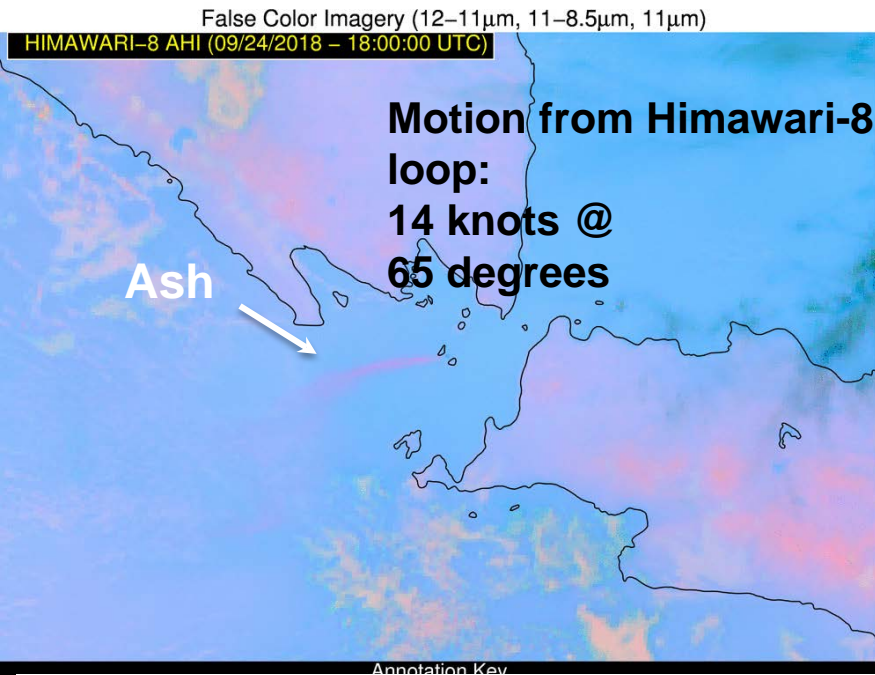 False Color Imagery (12−11μm, 11−8.5μm, 11μm)
HIMAWARI−8 AHI (09/24/2018 − 18:00:00 UTC)
Motion from Himawari-8
loop:
14 knots @
65 degrees
Ash
Annotation Key